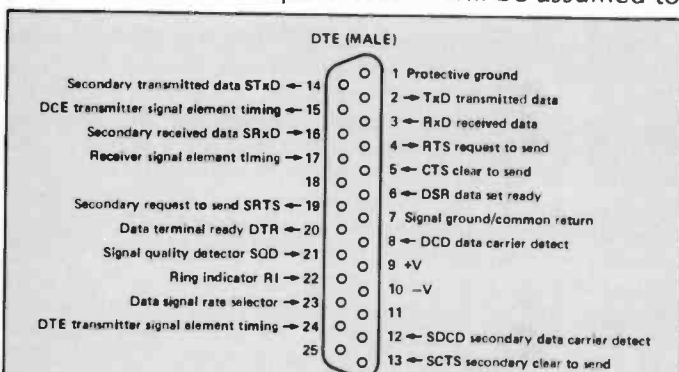 will be assumed to
DTE (MALE)
1 Protective ground
Secondary transmitted data STxD ← 14
2 → TxD transmitted data
DCE transmitter signal element timing ← 15
3 ← RxD received data
Secondary received data SRxD → 16
4 → RTS request to send
Receiver signal element timing → 17
5 ← CTS clear to send
18
6 ← DSR data set ready
Secondary request to send SRTS ← 19
7 Signal ground/common return
Data terminal ready DTR ← 20
8 ← DCD data carrier detect
Signal quality detector SQD → 21
9 +V
Ring indicator RI → 22
10 −V
Data signal rate selector → 23
11
DTE transmitter signal element timing → 24
12 ← SDCD secondary data carrier detect
25
13 ← SCTS secondary clear to send